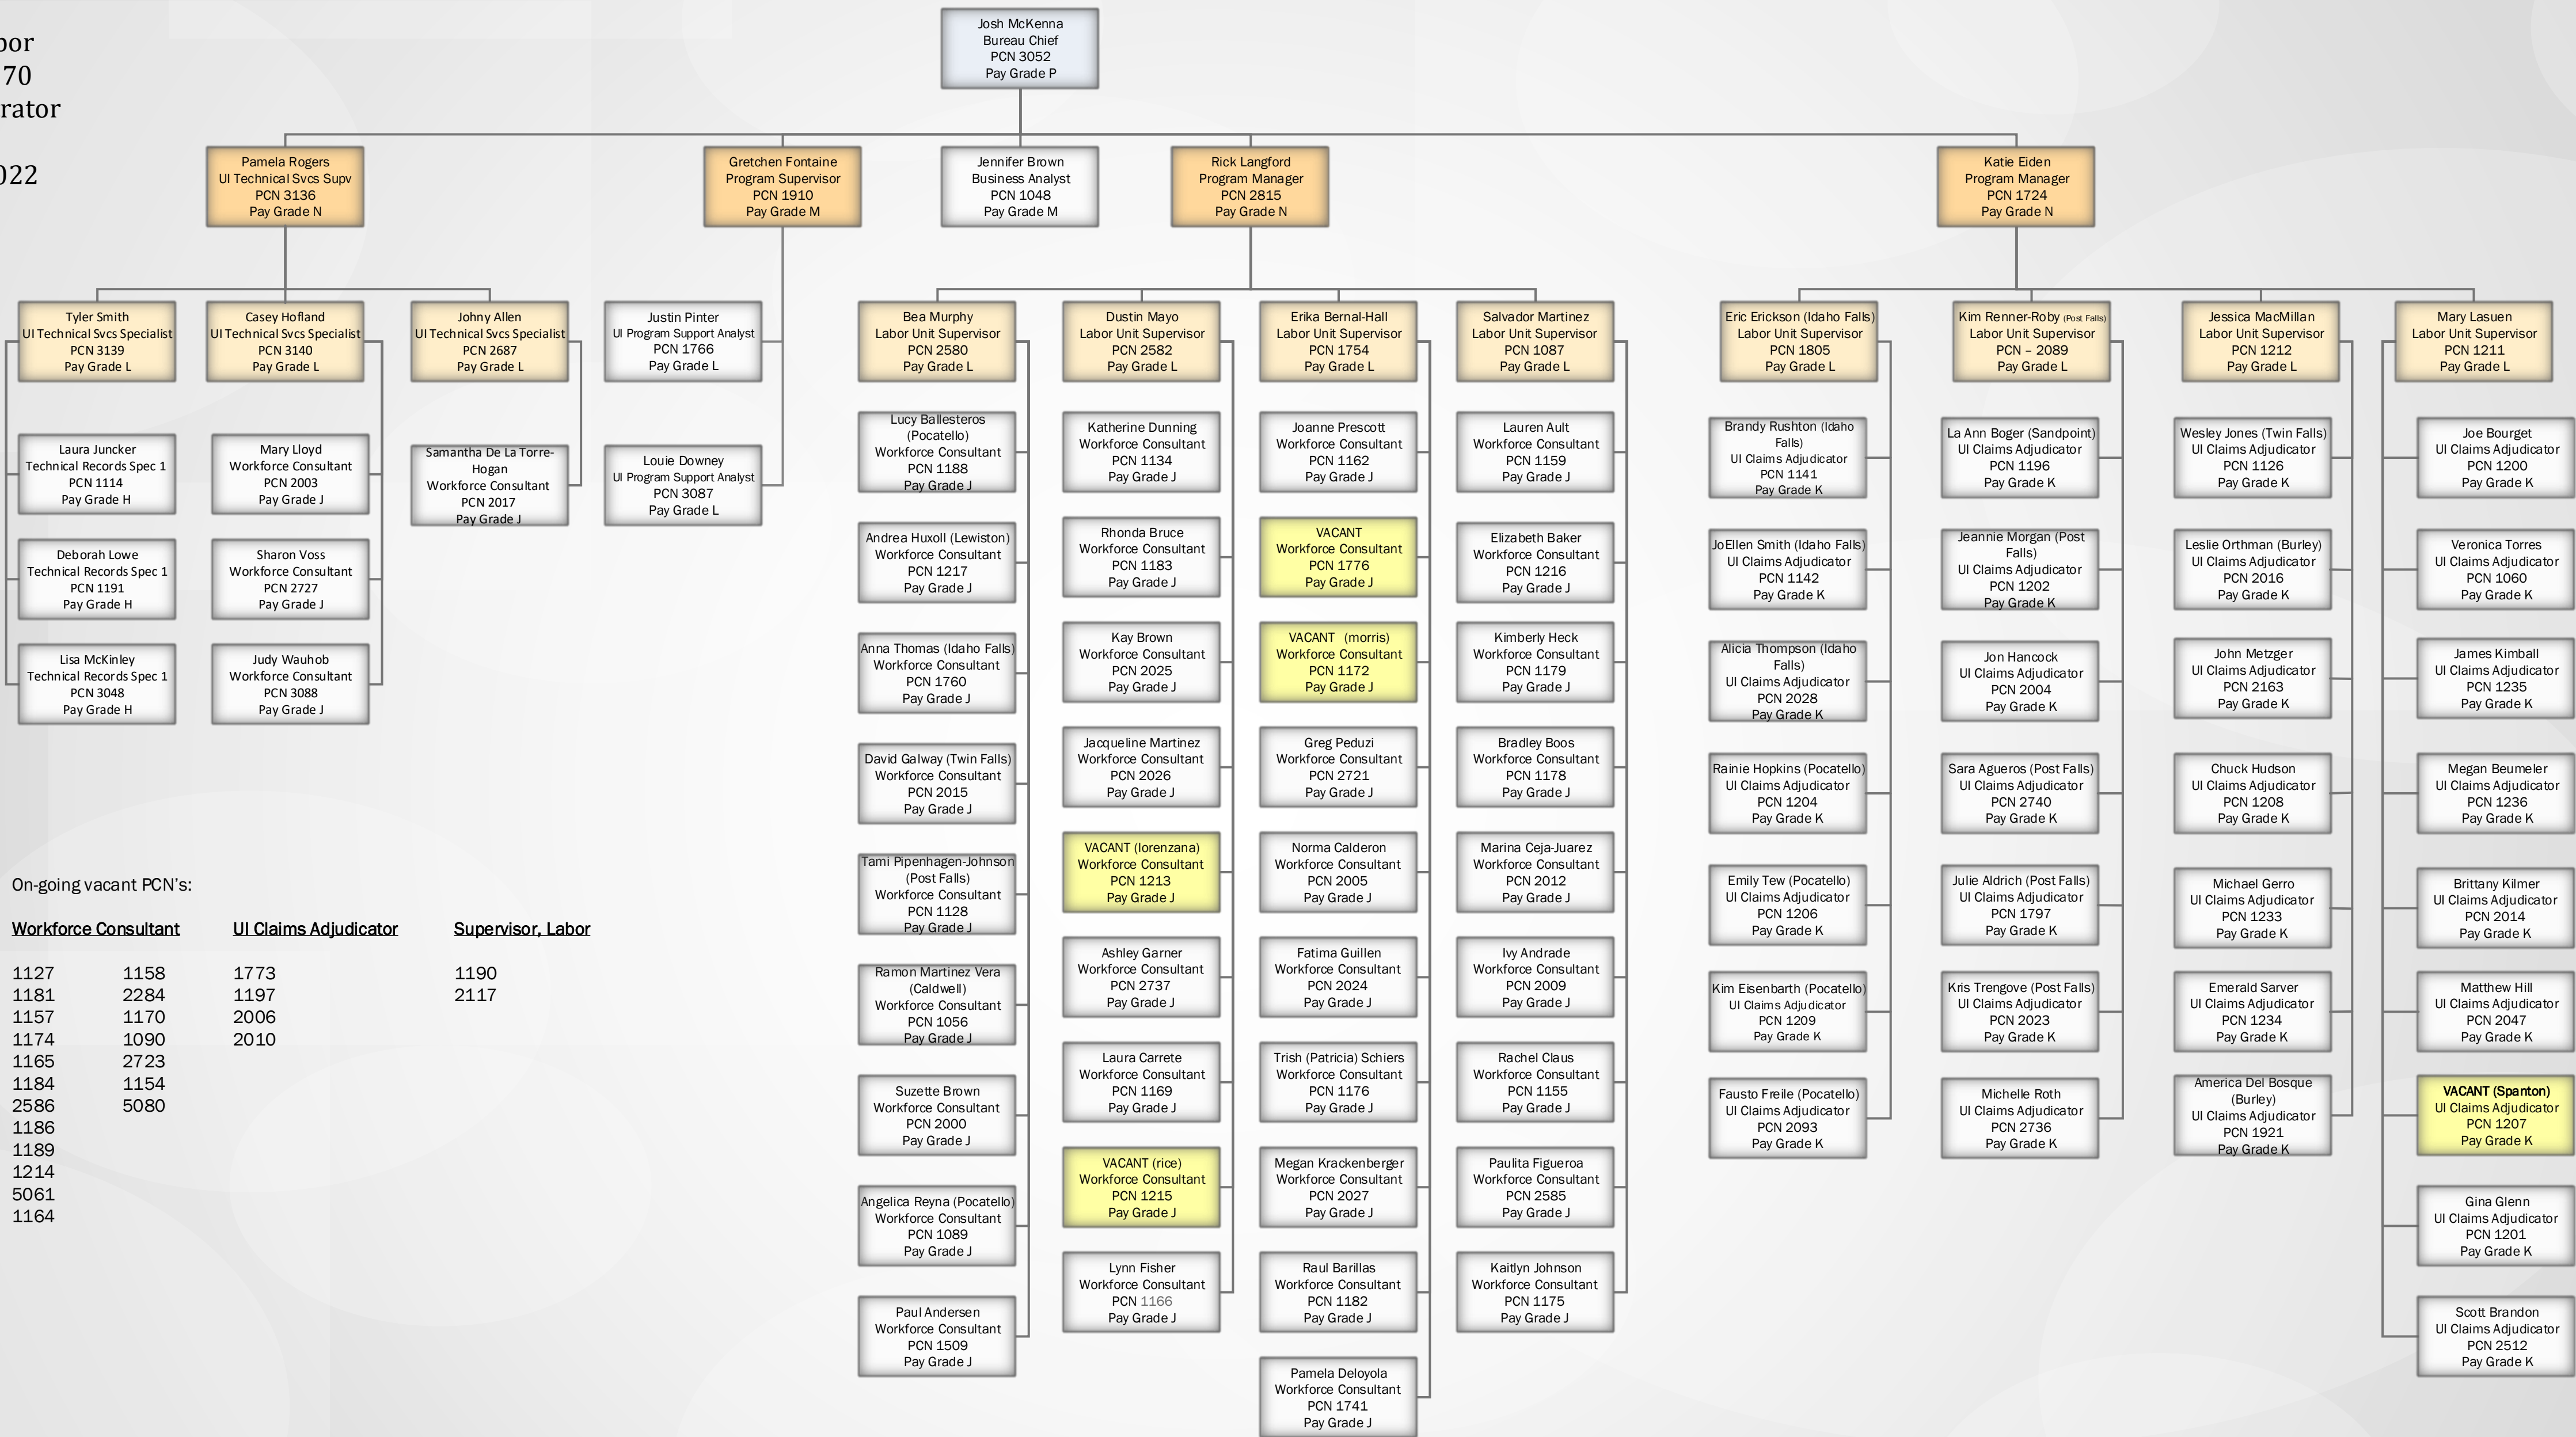 bor
70
rator
022
Josh McKenna
Bureau Chief
PCN 3052
Pay Grade P
Pamela Rogers
UI Technical Svcs Supv
PCN 3136
Pay Grade N
Gretchen Fontaine
Program Supervisor
PCN 1910
Pay Grade M
Jennifer Brown
Business Analyst
PCN 1048
Pay Grade M
Rick Langford
Program Manager
PCN 2815
Pay Grade N
Katie Eiden
Program Manager
PCN 1724
Pay Grade N
Tyler Smith
UI Technical Svcs Specialist
PCN 3139
Pay Grade L
Laura Juncker
Technical Records Spec 1
PCN 1114
Pay Grade H
Deborah Lowe
Technical Records Spec 1
PCN 1191
Pay Grade H
Lisa McKinley
Technical Records Spec 1
PCN 3048
Pay Grade H
Casey Hofland
UI Technical Svcs Specialist
PCN 3140
Pay Grade L
Mary Lloyd
Workforce Consultant
PCN 2003
Pay Grade J
Sharon Voss
Workforce Consultant
PCN 2727
Pay Grade J
Judy Wauhob
Workforce Consultant
PCN 3088
Pay Grade J
Johny Allen
UI Technical Svcs Specialist
PCN 2687
Pay Grade L
Samantha De La Torre-
Hogan
Workforce Consultant
PCN 2017
Pay Grade J
Justin Pinter
UI Program Support Analyst
PCN 1766
Pay Grade L
Louie Downey
UI Program Support Analyst
PCN 3087
Pay Grade L
Bea Murphy
Labor Unit Supervisor
PCN 2580
Pay Grade L
Lucy Ballesteros
(Pocatello)
Workforce Consultant
PCN 1188
Pay Grade J
Andrea Huxoll (Lewiston)
Workforce Consultant
PCN 1217
Pay Grade J
Anna Thomas (Idaho Falls)
Workforce Consultant
PCN 1760
Pay Grade J
David Galway (Twin Falls)
Workforce Consultant
PCN 2015
Pay Grade J
Tami Pipenhagen-Johnson
(Post Falls)
Workforce Consultant
PCN 1128
Pay Grade J
Ramon Martinez Vera
(Caldwell)
Workforce Consultant
PCN 1056
Pay Grade J
Suzette Brown
Workforce Consultant
PCN 2000
Pay Grade J
Angelica Reyna (Pocatello)
Workforce Consultant
PCN 1089
Pay Grade J
Paul Andersen
Workforce Consultant
PCN 1509
Pay Grade J
Dustin Mayo
Labor Unit Supervisor
PCN 2582
Pay Grade L
Katherine Dunning
Workforce Consultant
PCN 1134
Pay Grade J
Rhonda Bruce
Workforce Consultant
PCN 1183
Pay Grade J
Kay Brown
Workforce Consultant
PCN 2025
Pay Grade J
Jacqueline Martinez
Workforce Consultant
PCN 2026
Pay Grade J
VACANT (lorenzana)
Workforce Consultant
PCN 1213
Pay Grade J
Ashley Garner
Workforce Consultant
PCN 2737
Pay Grade J
Laura Carrete
Workforce Consultant
PCN 1169
Pay Grade J
VACANT (rice)
Workforce Consultant
PCN 1215
Pay Grade J
Lynn Fisher
Workforce Consultant
PCN 1166
Pay Grade J
Erika Bernal-Hall
Labor Unit Supervisor
PCN 1754
Pay Grade L
Joanne Prescott
Workforce Consultant
PCN 1162
Pay Grade J
VACANT
Workforce Consultant
PCN 1776
Pay Grade J
VACANT (morris)
Workforce Consultant
PCN 1172
Pay Grade J
Greg Peduzi
Workforce Consultant
PCN 2721
Pay Grade J
Norma Calderon
Workforce Consultant
PCN 2005
Pay Grade J
Fatima Guillen
Workforce Consultant
PCN 2024
Pay Grade J
Trish (Patricia) Schiers
Workforce Consultant
PCN 1176
Pay Grade J
Megan Krackenberger
Workforce Consultant
PCN 2027
Pay Grade J
Raul Barillas
Workforce Consultant
PCN 1182
Pay Grade J
Pamela Deloyola
Workforce Consultant
PCN 1741
Pay Grade J
Salvador Martinez
Labor Unit Supervisor
PCN 1087
Pay Grade L
Lauren Ault
Workforce Consultant
PCN 1159
Pay Grade J
Elizabeth Baker
Workforce Consultant
PCN 1216
Pay Grade J
Kimberly Heck
Workforce Consultant
PCN 1179
Pay Grade J
Bradley Boos
Workforce Consultant
PCN 1178
Pay Grade J
Marina Ceja-Juarez
Workforce Consultant
PCN 2012
Pay Grade J
Ivy Andrade
Workforce Consultant
PCN 2009
Pay Grade J
Rachel Claus
Workforce Consultant
PCN 1155
Pay Grade J
Paulita Figueroa
Workforce Consultant
PCN 2585
Pay Grade J
Kaitlyn Johnson
Workforce Consultant
PCN 1175
Pay Grade J
Eric Erickson (Idaho Falls)
Labor Unit Supervisor
PCN 1805
Pay Grade L
Brandy Rushton (Idaho
Falls)
UI Claims Adjudicator
PCN 1141
Pay Grade K
JoEllen Smith (Idaho Falls)
UI Claims Adjudicator
PCN 1142
Pay Grade K
Alicia Thompson (Idaho
Falls)
UI Claims Adjudicator
PCN 2028
Pay Grade K
Rainie Hopkins (Pocatello)
UI Claims Adjudicator
PCN 1204
Pay Grade K
Emily Tew (Pocatello)
UI Claims Adjudicator
PCN 1206
Pay Grade K
Kim Eisenbarth (Pocatello)
UI Claims Adjudicator
PCN 1209
Pay Grade K
Fausto Freile (Pocatello)
UI Claims Adjudicator
PCN 2093
Pay Grade K
Kim Renner-Roby (Post Falls)
Labor Unit Supervisor
PCN – 2089
Pay Grade L
La Ann Boger (Sandpoint)
UI Claims Adjudicator
PCN 1196
Pay Grade K
Jeannie Morgan (Post
Falls)
UI Claims Adjudicator
PCN 1202
Pay Grade K
Jon Hancock
UI Claims Adjudicator
PCN 2004
Pay Grade K
Sara Agueros (Post Falls)
UI Claims Adjudicator
PCN 2740
Pay Grade K
Julie Aldrich (Post Falls)
UI Claims Adjudicator
PCN 1797
Pay Grade K
Kris Trengove (Post Falls)
UI Claims Adjudicator
PCN 2023
Pay Grade K
Michelle Roth
UI Claims Adjudicator
PCN 2736
Pay Grade K
Jessica MacMillan
Labor Unit Supervisor
PCN 1212
Pay Grade L
Wesley Jones (Twin Falls)
UI Claims Adjudicator
PCN 1126
Pay Grade K
Leslie Orthman (Burley)
UI Claims Adjudicator
PCN 2016
Pay Grade K
John Metzger
UI Claims Adjudicator
PCN 2163
Pay Grade K
Chuck Hudson
UI Claims Adjudicator
PCN 1208
Pay Grade K
Michael Gerro
UI Claims Adjudicator
PCN 1233
Pay Grade K
Emerald Sarver
UI Claims Adjudicator
PCN 1234
Pay Grade K
America Del Bosque
(Burley)
UI Claims Adjudicator
PCN 1921
Pay Grade K
Mary Lasuen
Labor Unit Supervisor
PCN 1211
Pay Grade L
Joe Bourget
UI Claims Adjudicator
PCN 1200
Pay Grade K
Veronica Torres
UI Claims Adjudicator
PCN 1060
Pay Grade K
James Kimball
UI Claims Adjudicator
PCN 1235
Pay Grade K
Megan Beumeler
UI Claims Adjudicator
PCN 1236
Pay Grade K
Brittany Kilmer
UI Claims Adjudicator
PCN 2014
Pay Grade K
Matthew Hill
UI Claims Adjudicator
PCN 2047
Pay Grade K
VACANT (Spanton)
UI Claims Adjudicator
PCN 1207
Pay Grade K
Gina Glenn
UI Claims Adjudicator
PCN 1201
Pay Grade K
Scott Brandon
UI Claims Adjudicator
PCN 2512
Pay Grade K
On-going vacant PCN's:
Workforce Consultant UI Claims Adjudicator Supervisor, Labor
1127 1158 1773 1190
1181 2284 1197 2117
1157 1170 2006
1174 1090 2010
1165 2723
1184 1154
2586 5080
1186
1189
1214
5061
1164